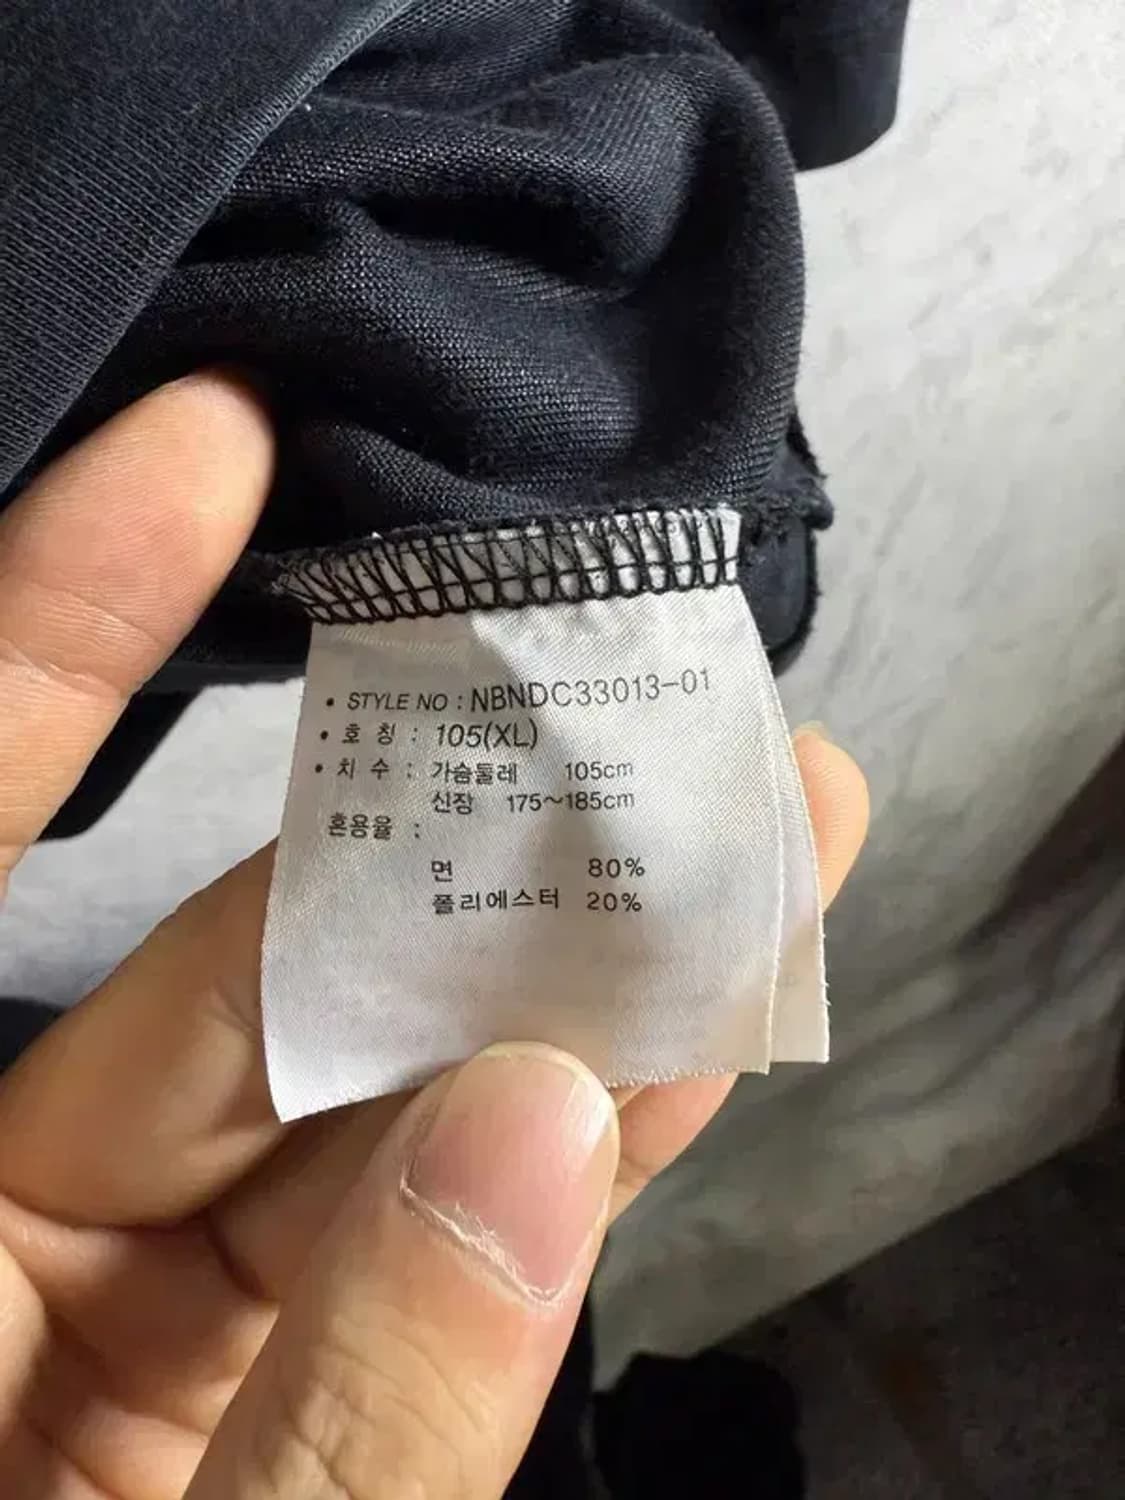 • STYLE NO : NBNDC33013-01
• 호 칭 : 105(XL)
• 치 수 : 가슴둘레 105cm
신장 175~185cm
혼용율 :
면 80%
폴리에스터 20%